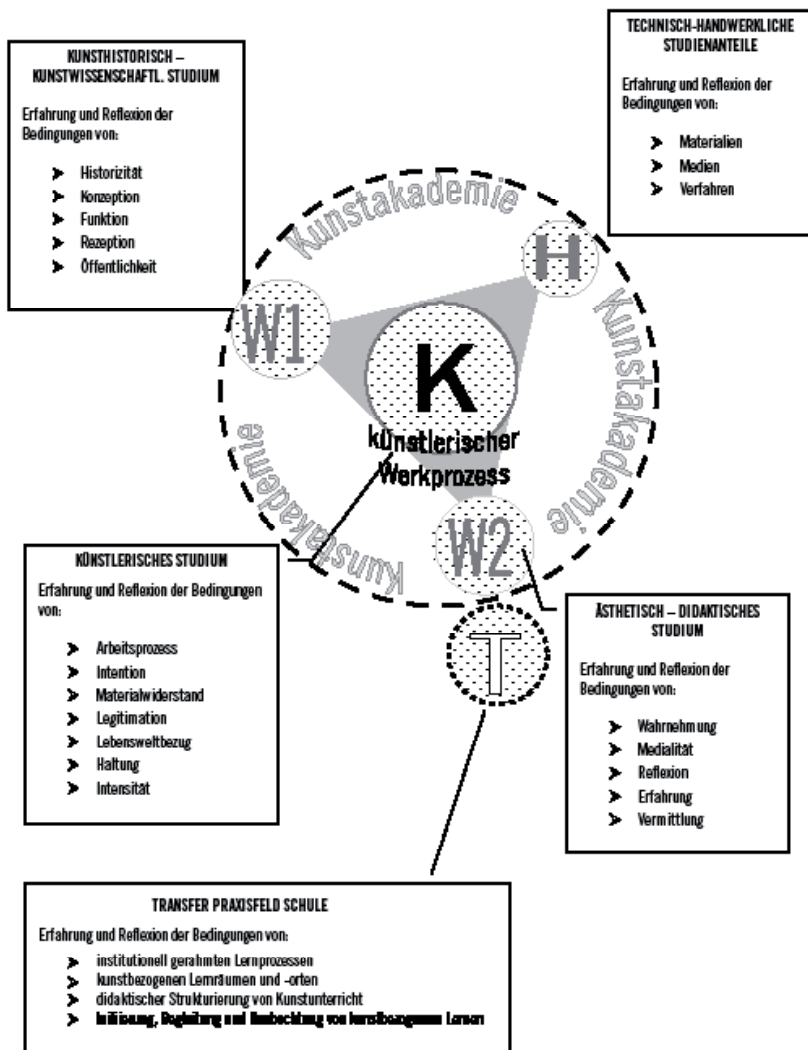 TECHNISCH-HANDWERKLICHE
STUDIENANTEILE
Erfahrung und Reflexion der
Bedingungen von:
➤ Materialien
➤ Medien
➤ Verfahren
KUNSTHISTORISCH –
KUNSTWISSENSCHAFTL. STUDIUM
Erfahrung und Reflexion der
Bedingungen von:
➤ Historizität
➤ Konzeption
➤ Funktion
➤ Rezeption
➤ Öffentlichkeit
Kunstakademie
H
W1
Kunstakademie
K
künstlerischer
Werkprozess
Kunstakademie
W2
T
KÜNSTLERISCHES STUDIUM
Erfahrung und Reflexion der Bedingungen
von:
➤ Arbeitsprozess
➤ Intention
➤ Materialwiderstand
➤ Legitimation
➤ Lebensweltbezug
➤ Haltung
➤ Intensität
ÄSTHETISCH – DIDAKTISCHES
STUDIUM
Erfahrung und Reflexion der
Bedingungen von:
➤ Wahrnehmung
➤ Medialität
➤ Reflexion
➤ Erfahrung
➤ Vermittlung
TRANSFER PRAXISFELD SCHULE
Erfahrung und Reflexion der Bedingungen von:
➤ institutionell gerahmten Lernprozessen
➤ kunstbezogenen Lernräumen und -orten
➤ didaktischer Strukturierung von Kunstunterricht
➤ Initiierung, Begleitung und Beobachtung von kunstbezogenem Lernen